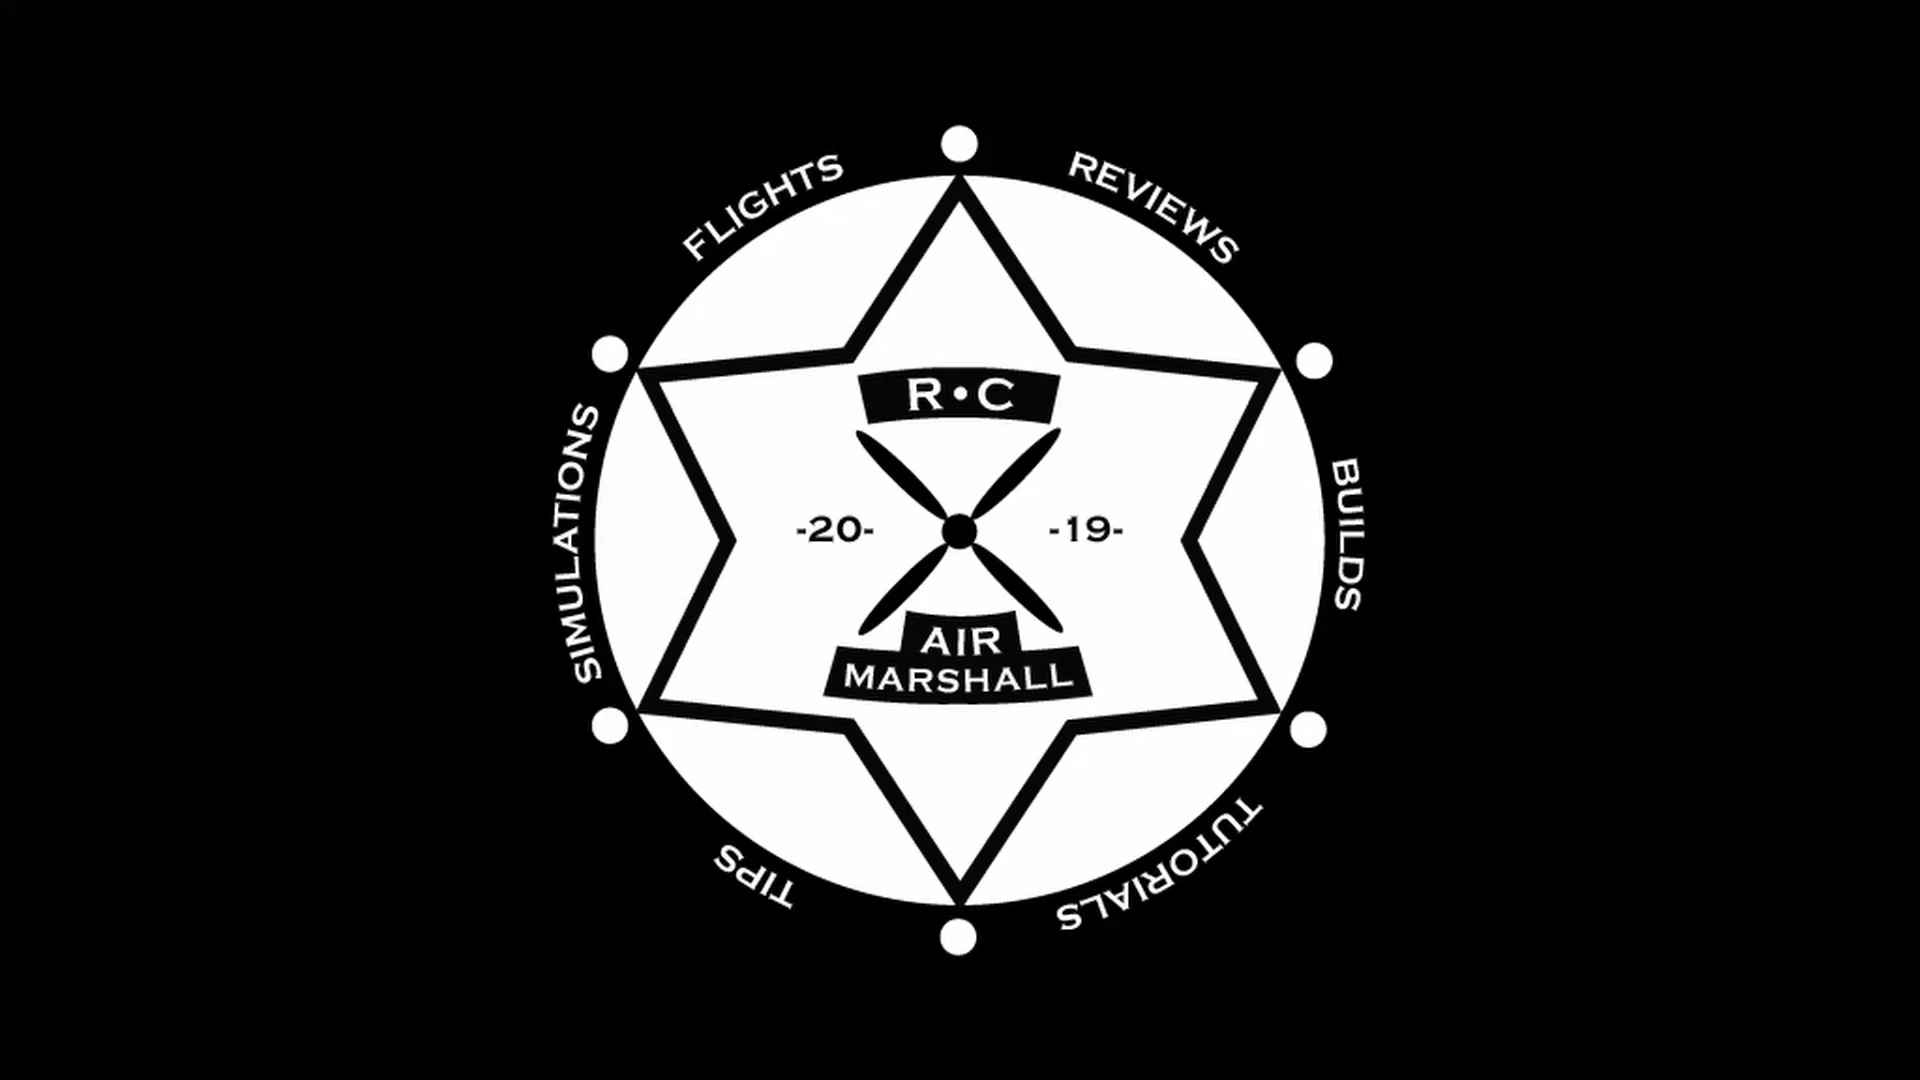 FLIGHTS
REVIEWS
BUILDS
TUTORIALS
TIPS
SIMULATIONS
R•C
-20- -19-
AIR
MARSHALL